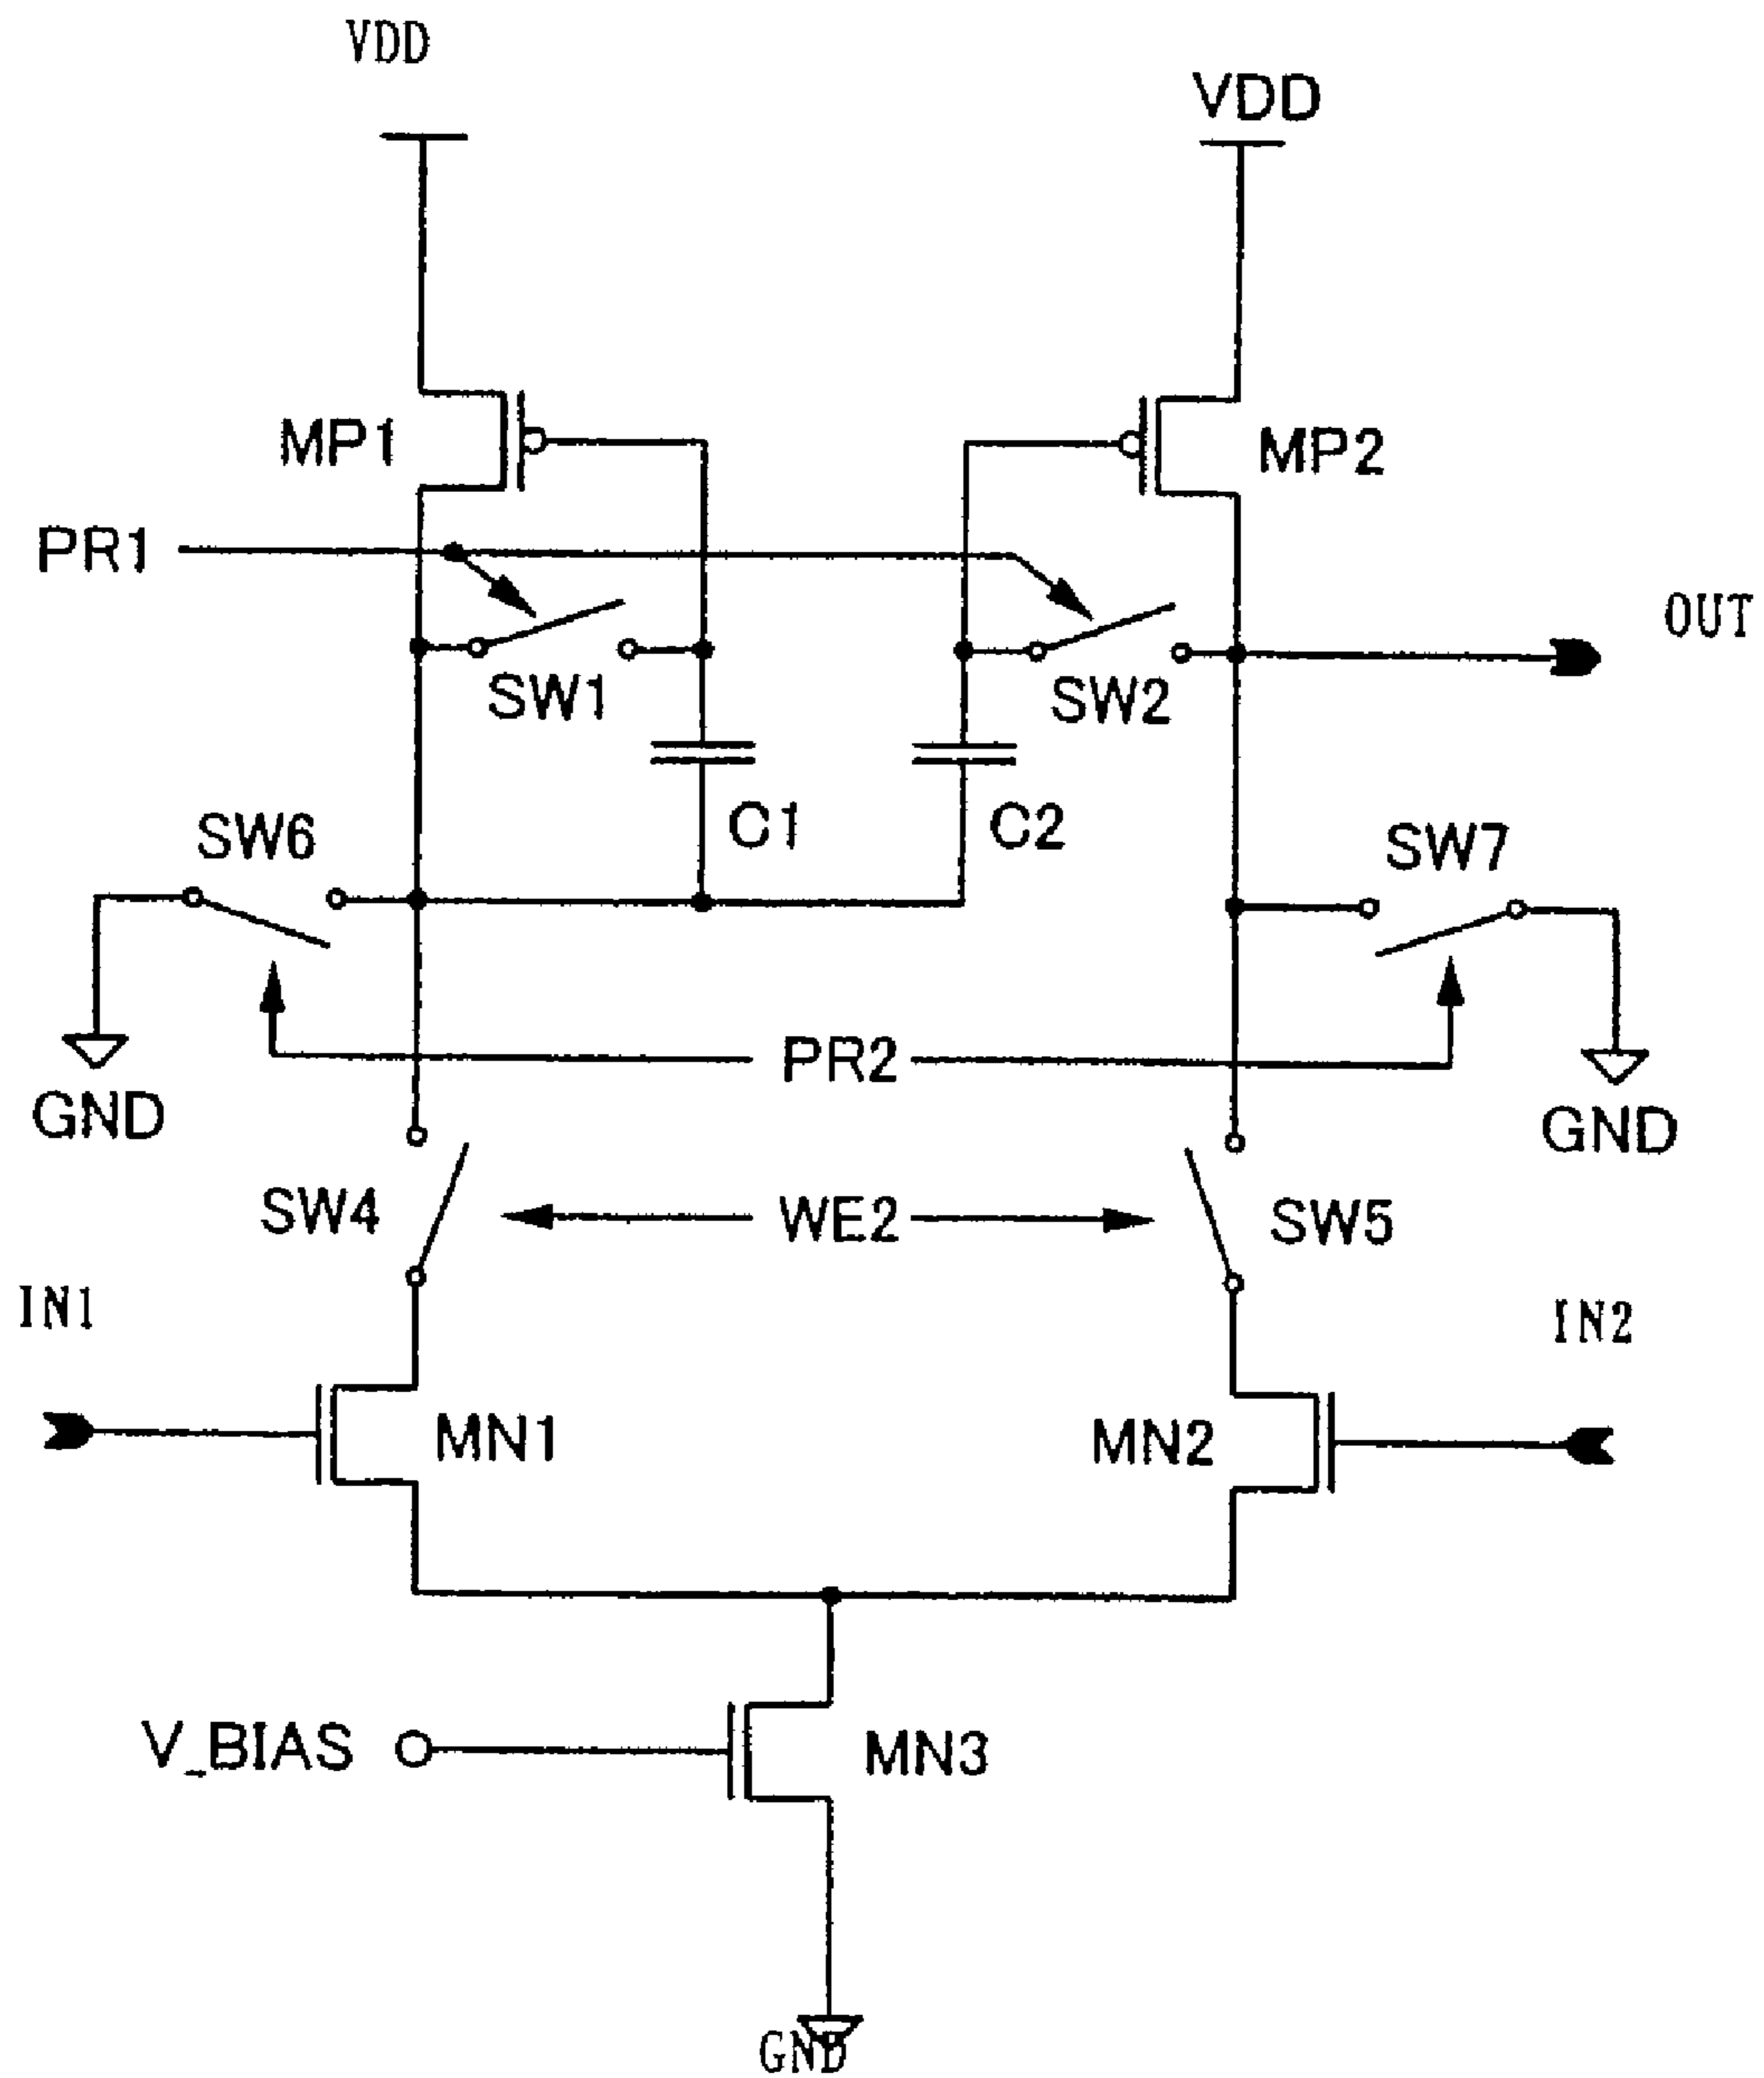 VDD
VDD
MP1
MP2
PR1
OUT
SW1
SW2
C1
C2
SW6
SW7
PR2
GND
GND
SW4
WE2
SW5
IN1
IN2
MN1
MN2
V_BIAS
MN3
GND